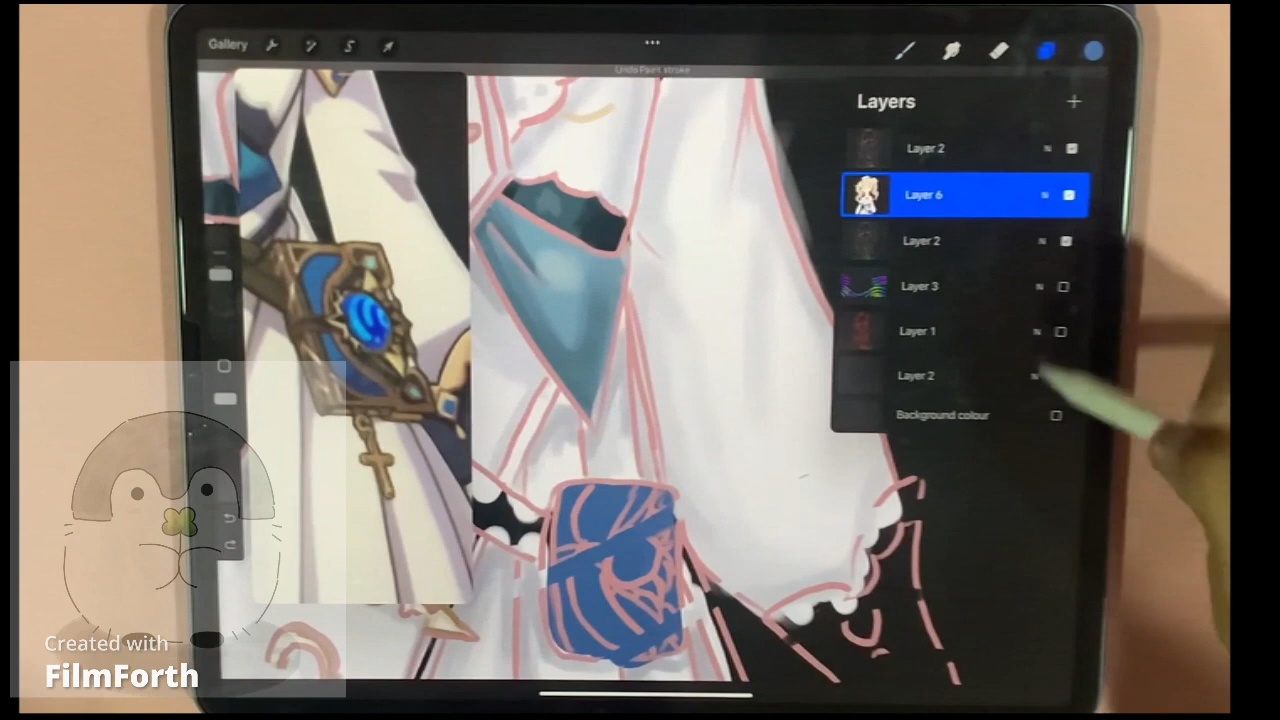 Gallery
Undo Paint stroke
Layers
Layer 2 N
Layer 6 N
Layer 2 N
Layer 3 N
Layer 1 N
Layer 2 N
Background colour
Created with
FilmForth